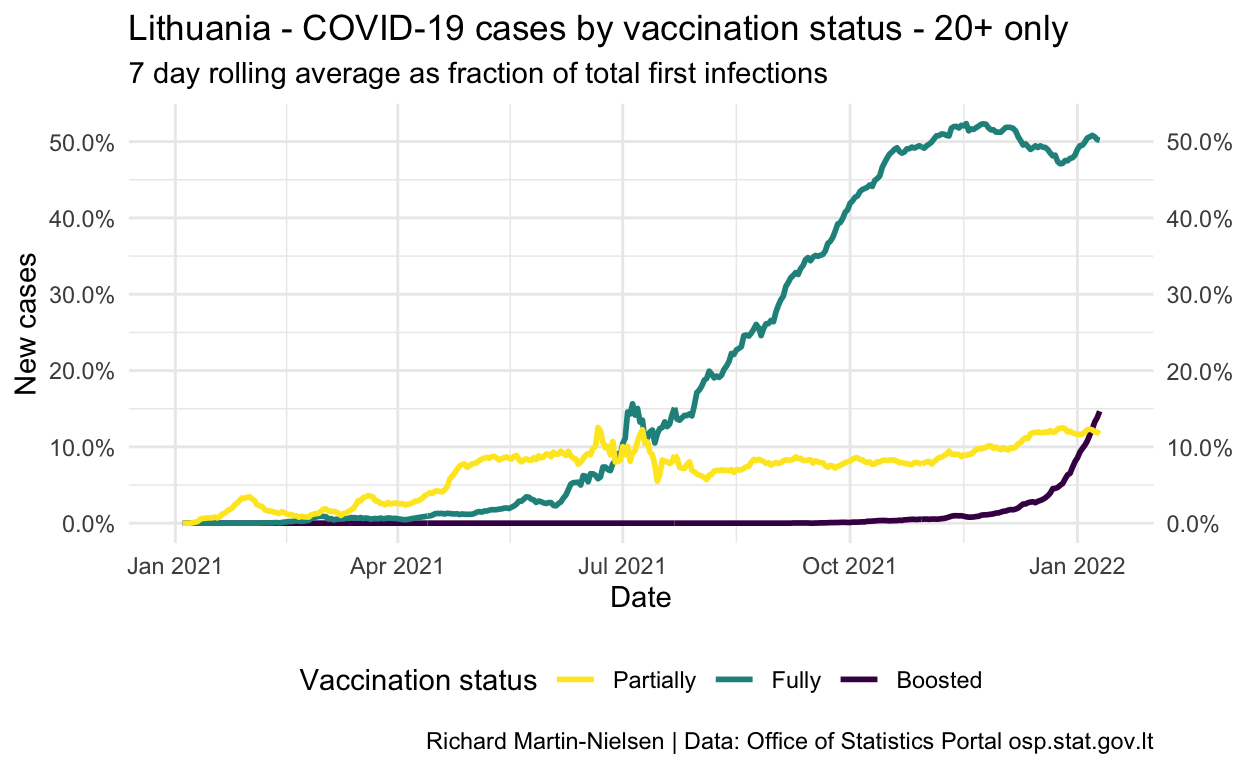 Lithuania - COVID-19 cases by vaccination status - 20+ only
7 day rolling average as fraction of total first infections
50.0% 50.0%
40.0% 40.0%
30.0% 30.0%
20.0% 20.0%
10.0% 10.0%
0.0% 0.0%
New cases
Jan 2021 Apr 2021 Jul 2021 Oct 2021 Jan 2022
Date
Vaccination status Partially Fully Boosted
Richard Martin-Nielsen | Data: Office of Statistics Portal osp.stat.gov.lt